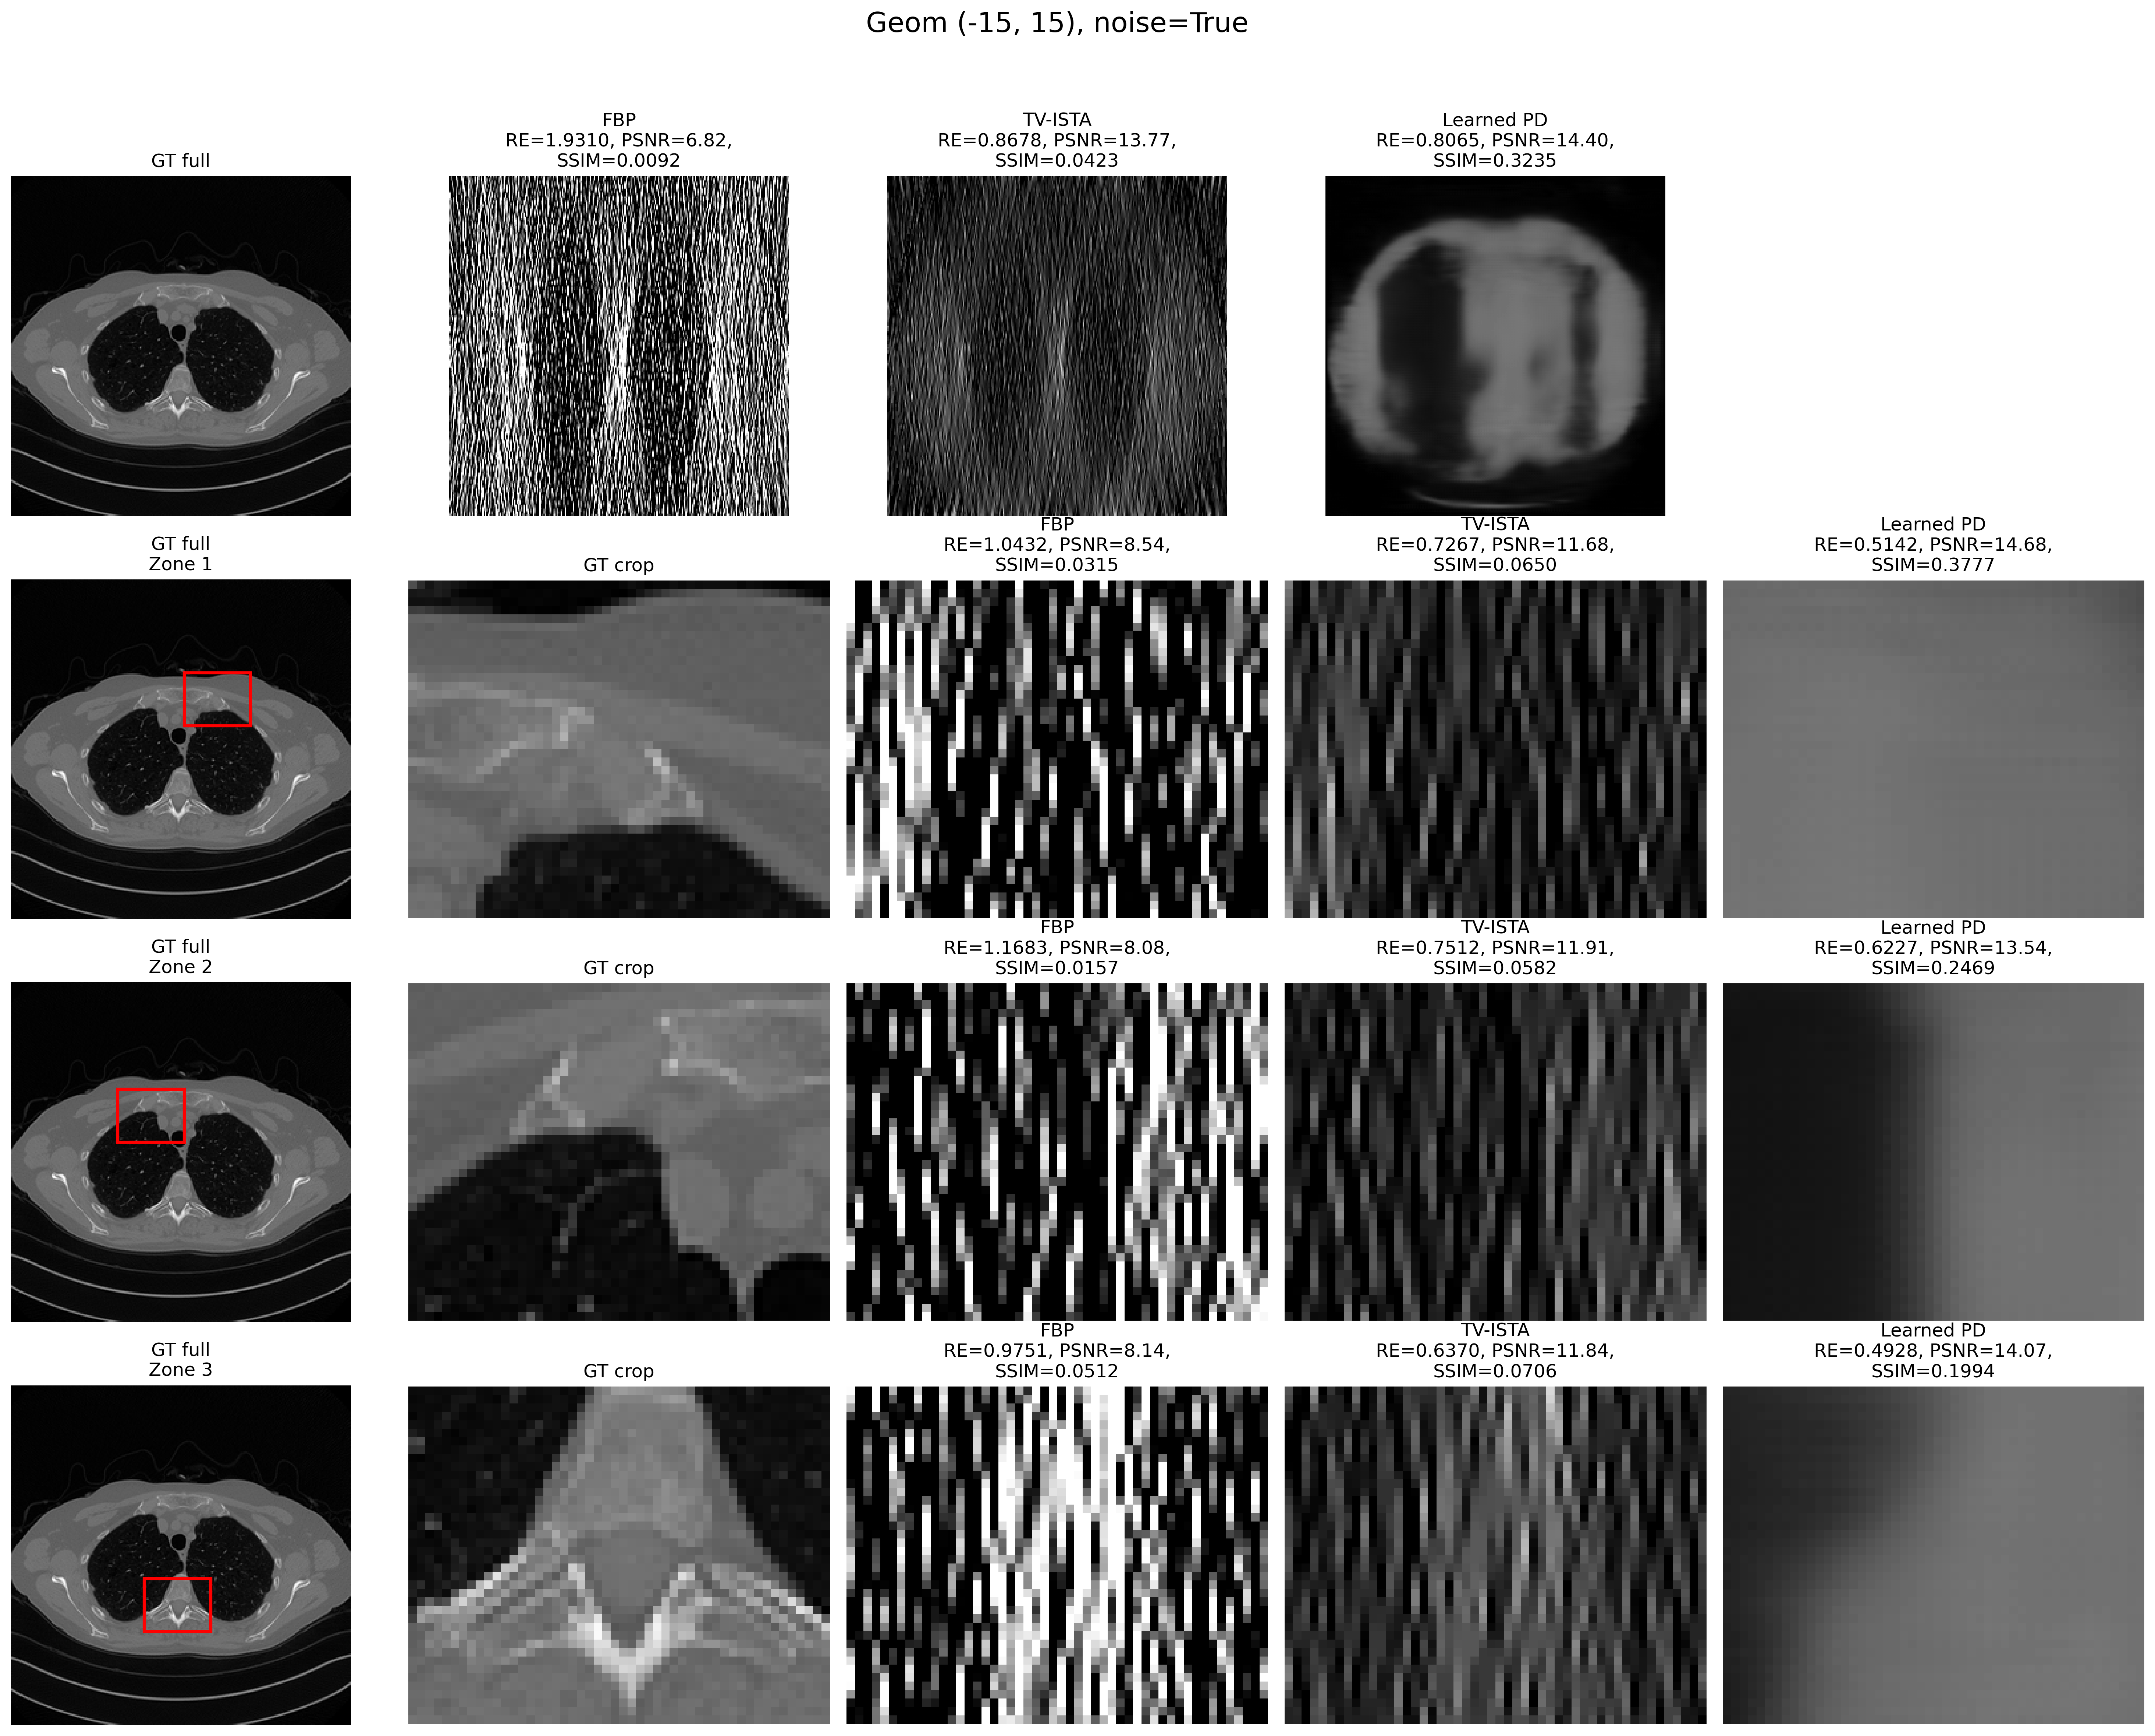 Geom (-15, 15), noise=True
GT full
FBP
RE=1.9310, PSNR=6.82,
SSIM=0.0092
TV-ISTA
RE=0.8678, PSNR=13.77,
SSIM=0.0423
Learned PD
RE=0.8065, PSNR=14.40,
SSIM=0.3235
GT full
Zone 1
GT crop
FBP
RE=1.0432, PSNR=8.54,
SSIM=0.0315
TV-ISTA
RE=0.7267, PSNR=11.68,
SSIM=0.0650
Learned PD
RE=0.5142, PSNR=14.68,
SSIM=0.3777
GT full
Zone 2
GT crop
FBP
RE=1.1683, PSNR=8.08,
SSIM=0.0157
TV-ISTA
RE=0.7512, PSNR=11.91,
SSIM=0.0582
Learned PD
RE=0.6227, PSNR=13.54,
SSIM=0.2469
GT full
Zone 3
GT crop
FBP
RE=0.9751, PSNR=8.14,
SSIM=0.0512
TV-ISTA
RE=0.6370, PSNR=11.84,
SSIM=0.0706
Learned PD
RE=0.4928, PSNR=14.07,
SSIM=0.1994